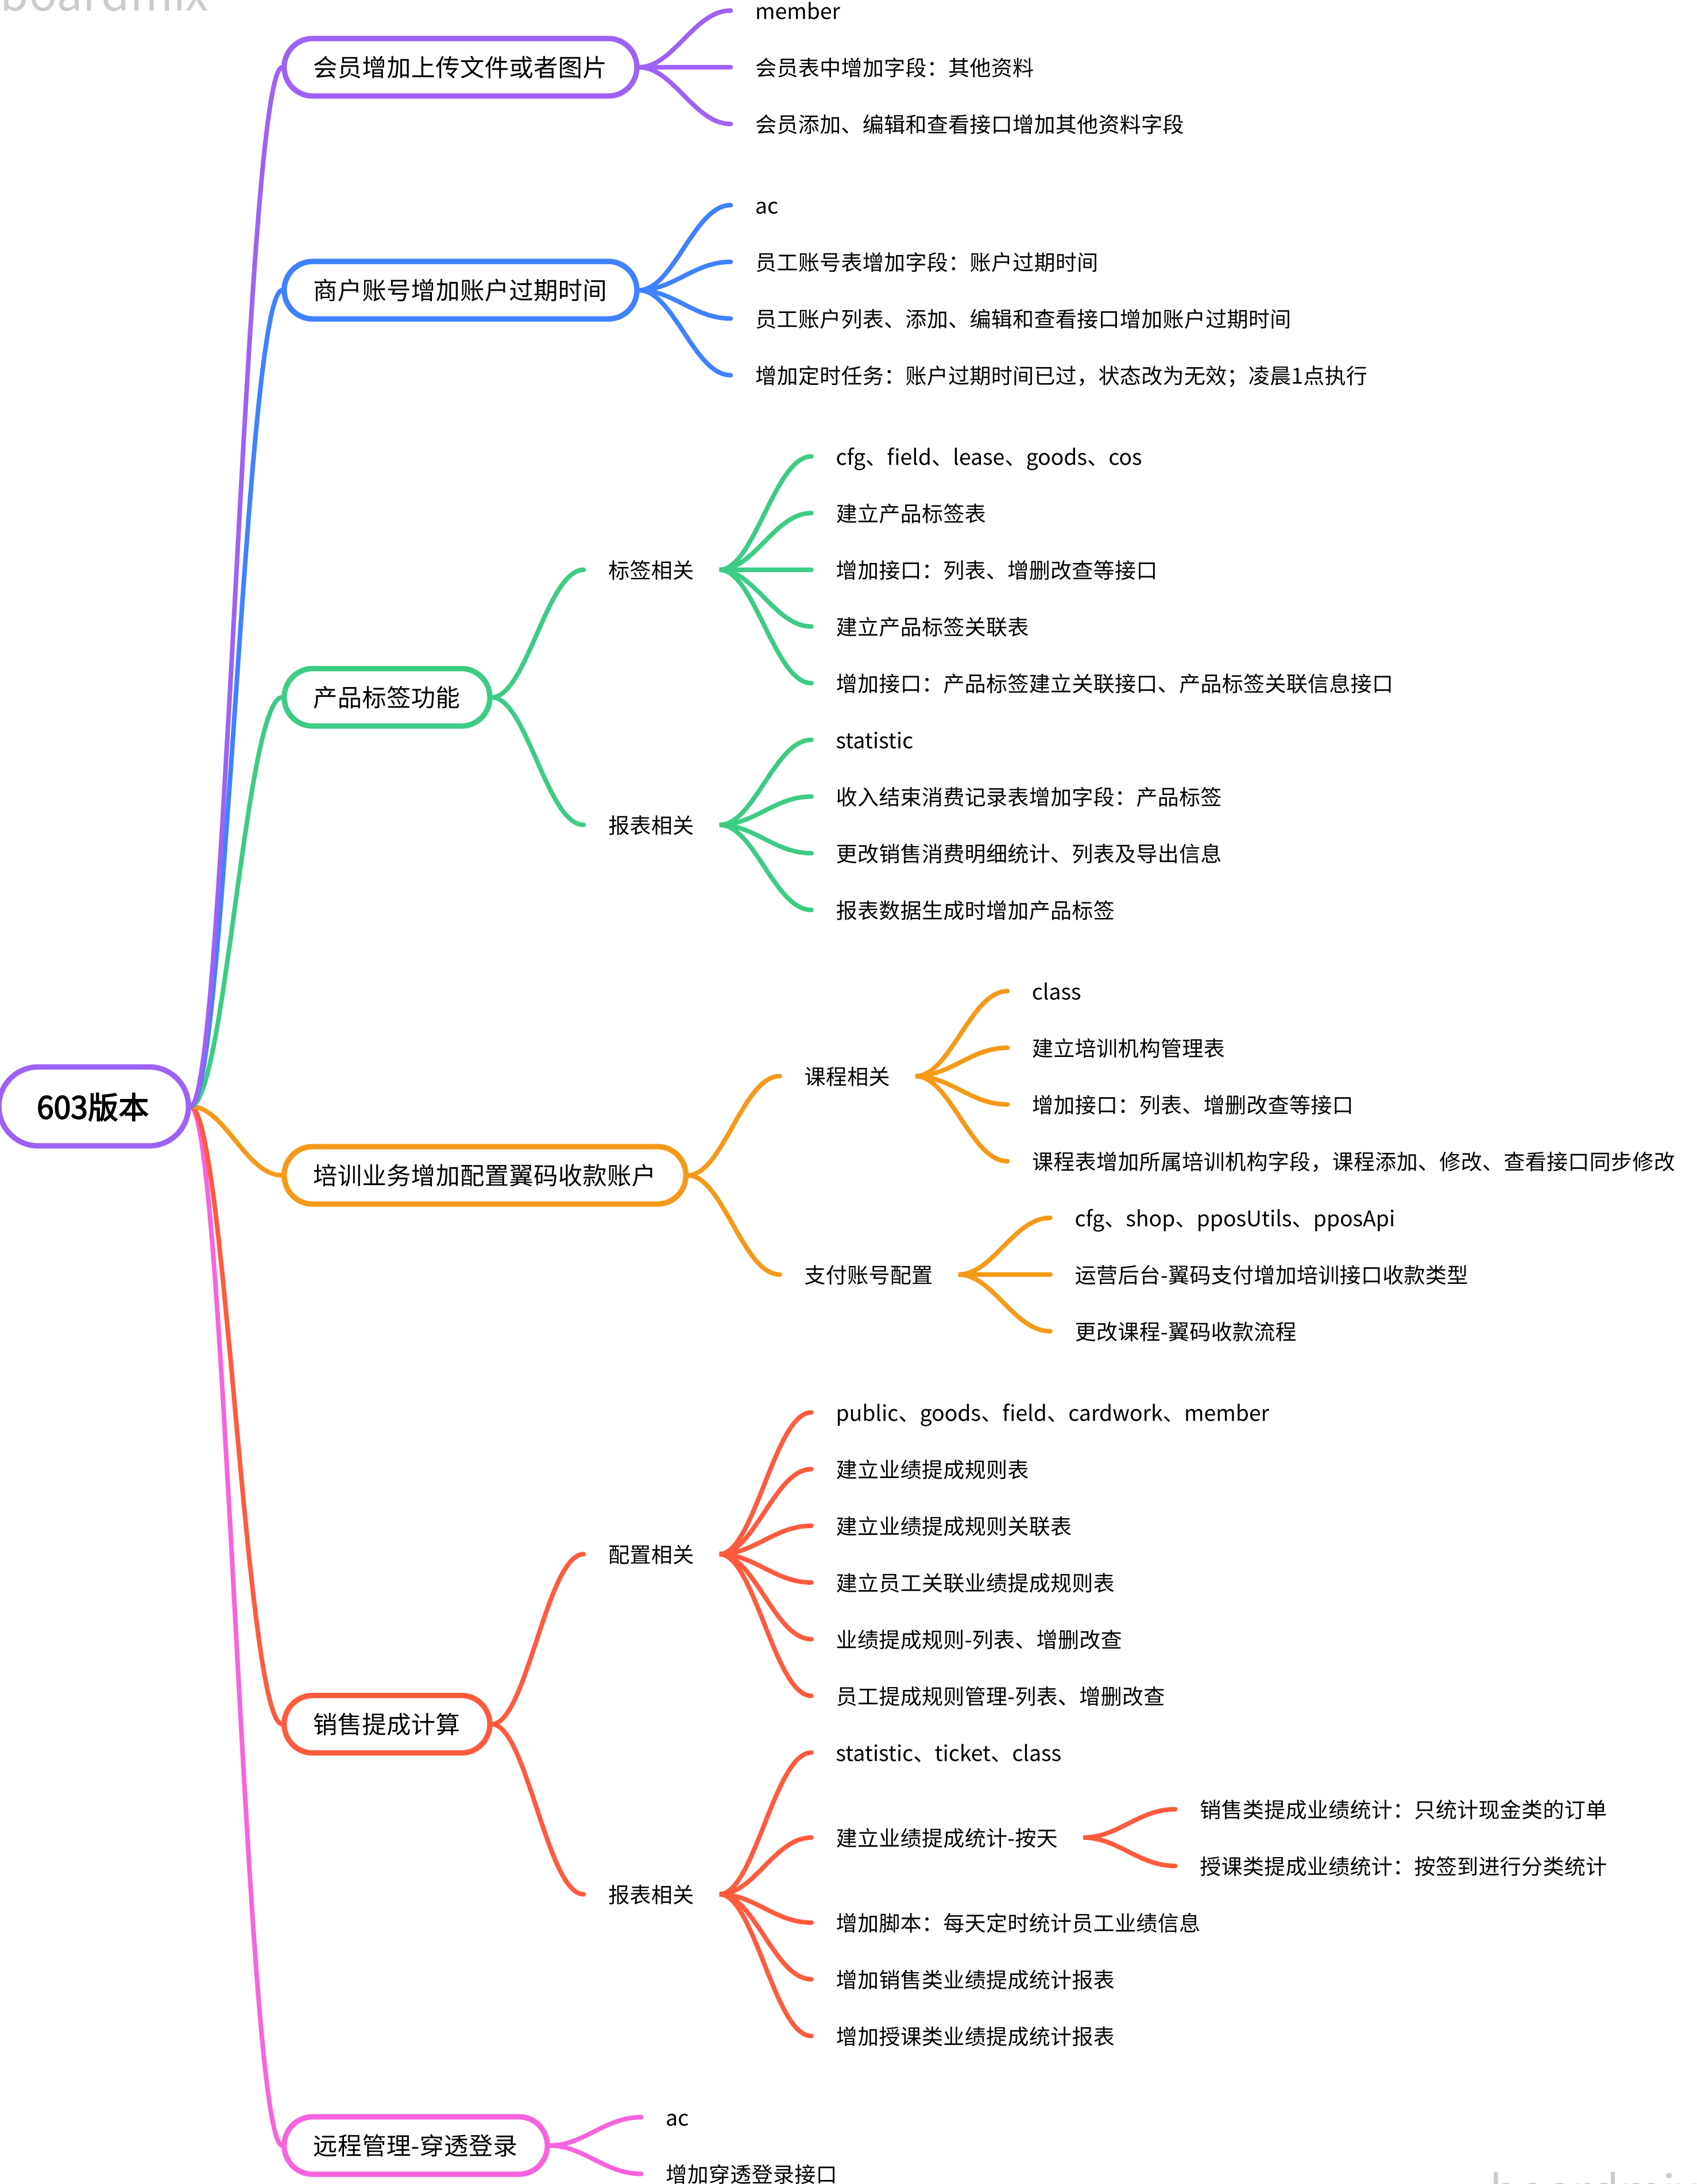 boardmix
603版本
会员增加上传文件或者图片
member
会员表中增加字段：其他资料
会员添加、编辑和查看接口增加其他资料字段
商户账号增加账户过期时间
ac
员工账号表增加字段：账户过期时间
员工账户列表、添加、编辑和查看接口增加账户过期时间
增加定时任务：账户过期时间已过，状态改为无效；凌晨1点执行
产品标签功能
标签相关
cfg、field、lease、goods、cos
建立产品标签表
增加接口：列表、增删改查等接口
建立产品标签关联表
增加接口：产品标签建立关联接口、产品标签关联信息接口
报表相关
statistic
收入结束消费记录表增加字段：产品标签
更改销售消费明细统计、列表及导出信息
报表数据生成时增加产品标签
培训业务增加配置翼码收款账户
课程相关
class
建立培训机构管理表
增加接口：列表、增删改查等接口
课程表增加所属培训机构字段，课程添加、修改、查看接口同步修改
支付账号配置
cfg、shop、pposUtils、pposApi
运营后台-翼码支付增加培训接口收款类型
更改课程-翼码收款流程
销售提成计算
配置相关
public、goods、field、cardwork、member
建立业绩提成规则表
建立业绩提成规则关联表
建立员工关联业绩提成规则表
业绩提成规则-列表、增删改查
员工提成规则管理-列表、增删改查
报表相关
statistic、ticket、class
建立业绩提成统计-按天
销售类提成业绩统计：只统计现金类的订单
授课类提成业绩统计：按签到进行分类统计
增加脚本：每天定时统计员工业绩信息
增加销售类业绩提成统计报表
增加授课类业绩提成统计报表
远程管理-穿透登录
ac
增加穿透登录接口